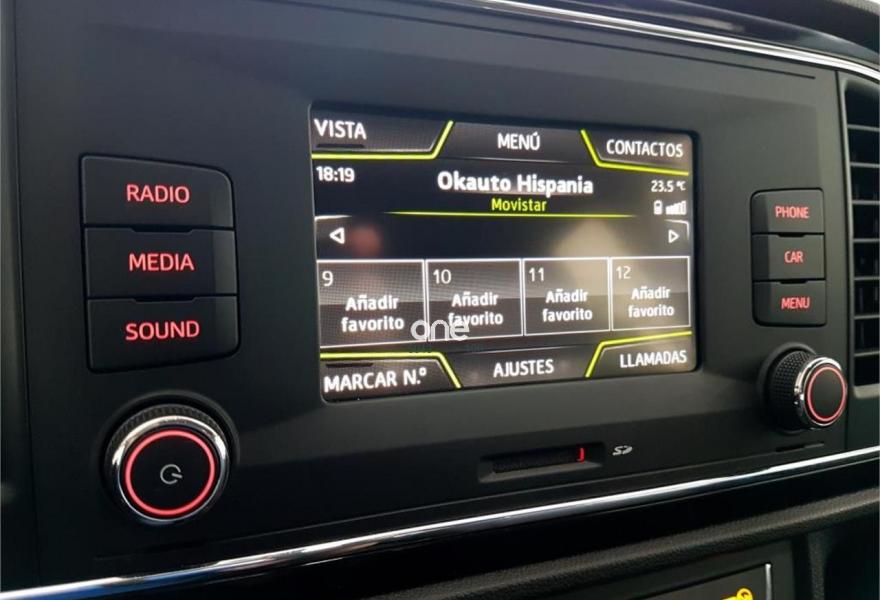 VISTA
MENÚ
CONTACTOS
18:19
Okauto Hispania
23.5 °C
Movistar
9
Añadir
favorito
10
Añadir
favorito
11
Añadir
favorito
12
Añadir
favorito
one
MARCAR N.º
AJUSTES
LLAMADAS
RADIO
MEDIA
SOUND
PHONE
CAR
MENU
SD